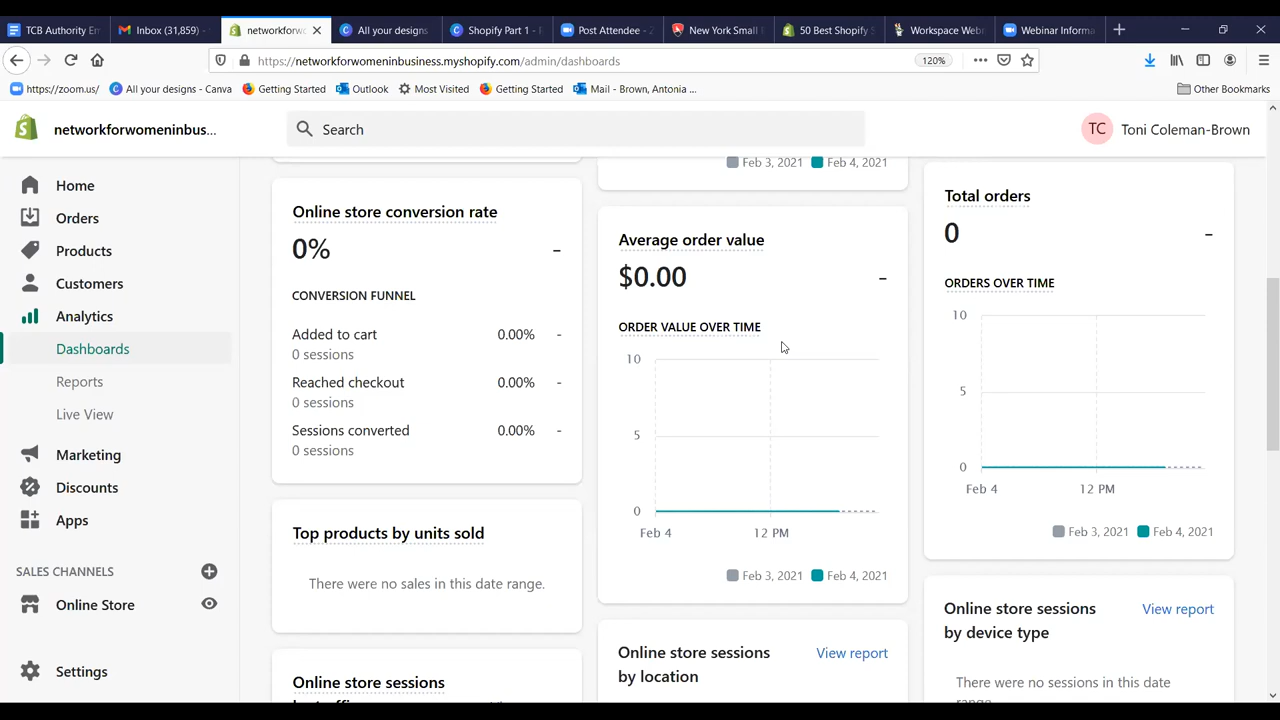 TCB Authority En
Inbox (31,859) -
networkforwo
All your designs
Shopify Part 1 -
Post Attendee - Z
New York Small
50 Best Shopify S
Workspace Web
Webinar Informa
https://networkforwomeninbusiness.myshopify.com/admin/dashboards
120%
https://zoom.us/
All your designs - Canva
Getting Started
Outlook
Most Visited
Getting Started
Mail - Brown, Antonia ...
Other Bookmarks
networkforwomeninbus...
Search
TC
Toni Coleman-Brown
Home
Orders
Products
Customers
Analytics
Dashboards
Reports
Live View
Marketing
Discounts
Apps
SALES CHANNELS
Online Store
Settings
Online store conversion rate
0% -
CONVERSION FUNNEL
Added to cart 0.00% -
0 sessions
Reached checkout 0.00% -
0 sessions
Sessions converted 0.00% -
0 sessions
Top products by units sold
There were no sales in this date range.
Online store sessions
Feb 3, 2021 Feb 4, 2021
Average order value
$0.00 -
ORDER VALUE OVER TIME
10
5
0
Feb 4 12 PM
Feb 3, 2021 Feb 4, 2021
Online store sessions
by location
View report
Total orders
0 -
ORDERS OVER TIME
10
5
0
Feb 4 12 PM
Feb 3, 2021 Feb 4, 2021
Online store sessions
by device type
View report
There were no sessions in this date